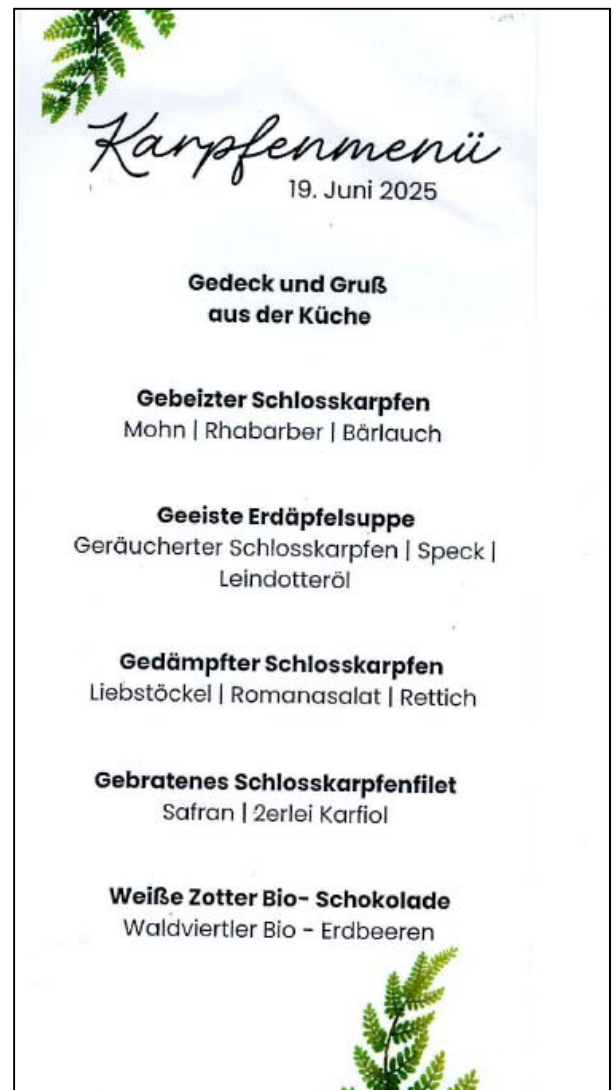 Karpfenmenü
19. Juni 2025
Gedeck und Gruß
aus der Küche
Gebeizter Schlosskarpfen
Mohn | Rhabarber | Bärlauch
Geeiste Erdäpfelsuppe
Geräucherter Schlosskarpfen | Speck |
Leindotteröl
Gedämpfter Schlosskarpfen
Liebstöckel | Romanasalat | Rettich
Gebratenes Schlosskarpfenfilet
Safran | 2erlei Karfiol
Weiße Zotter Bio- Schokolade
Waldviertler Bio - Erdbeeren